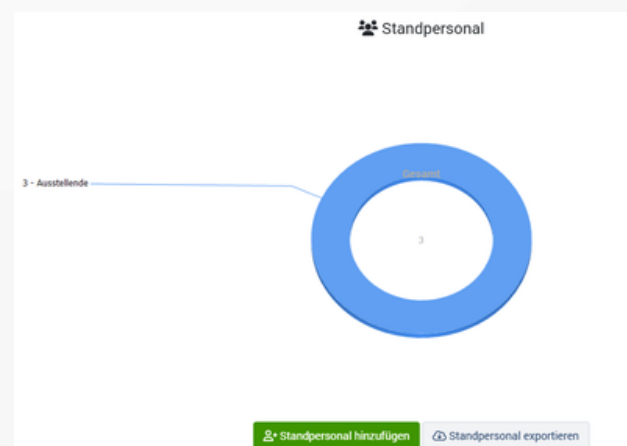 Standpersonal
3 - Ausstellende
Gesamt
3
Standpersonal hinzufügen
Standpersonal exportieren